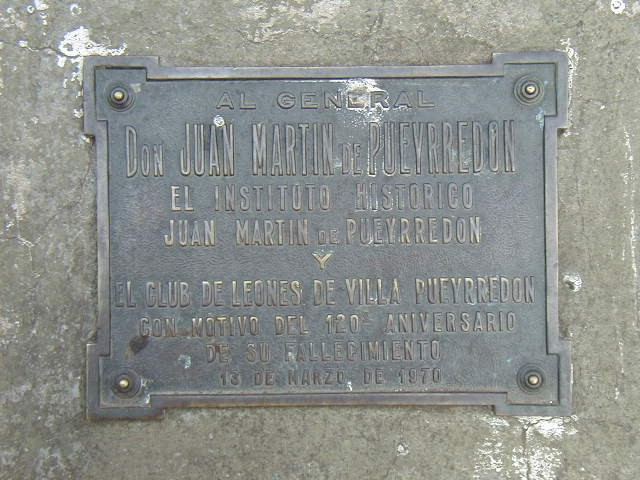 AL GENERAL
DON JUAN MARTIN DE PUEYRREDON
EL INSTITUTO HISTORICO
JUAN MARTIN DE PUEYRREDON
Y
EL CLUB DE LEONES DE VILLA PUEYRREDON
CON MOTIVO DEL 120º ANIVERSARIO
DE SU FALLECIMIENTO
13 DE MARZO DE 1970